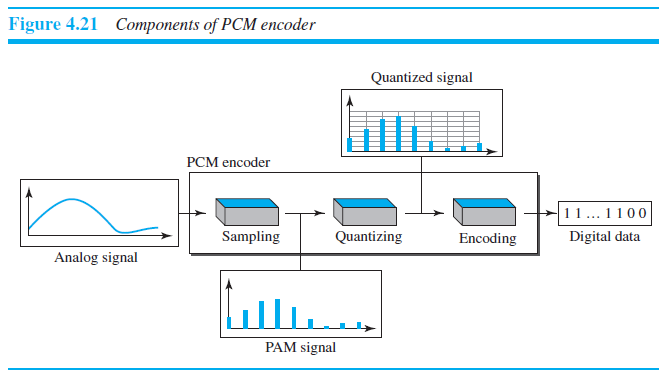 Figure 4.21 Components of PCM encoder
Quantized signal
PCM encoder
Sampling
Quantizing
Encoding
11...1100
Digital data
Analog signal
PAM signal